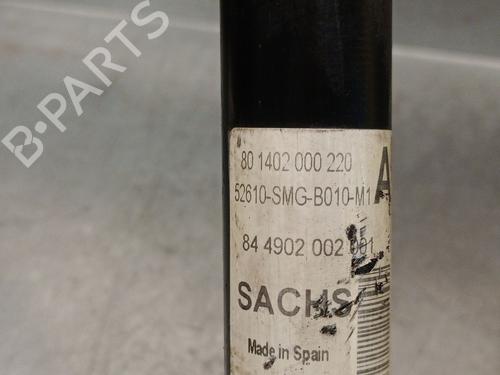 B-PARTS
80 1402 000 220
52610-SMG-B010-M1
A
84 4902 002 001
SACHS
Made in Spain